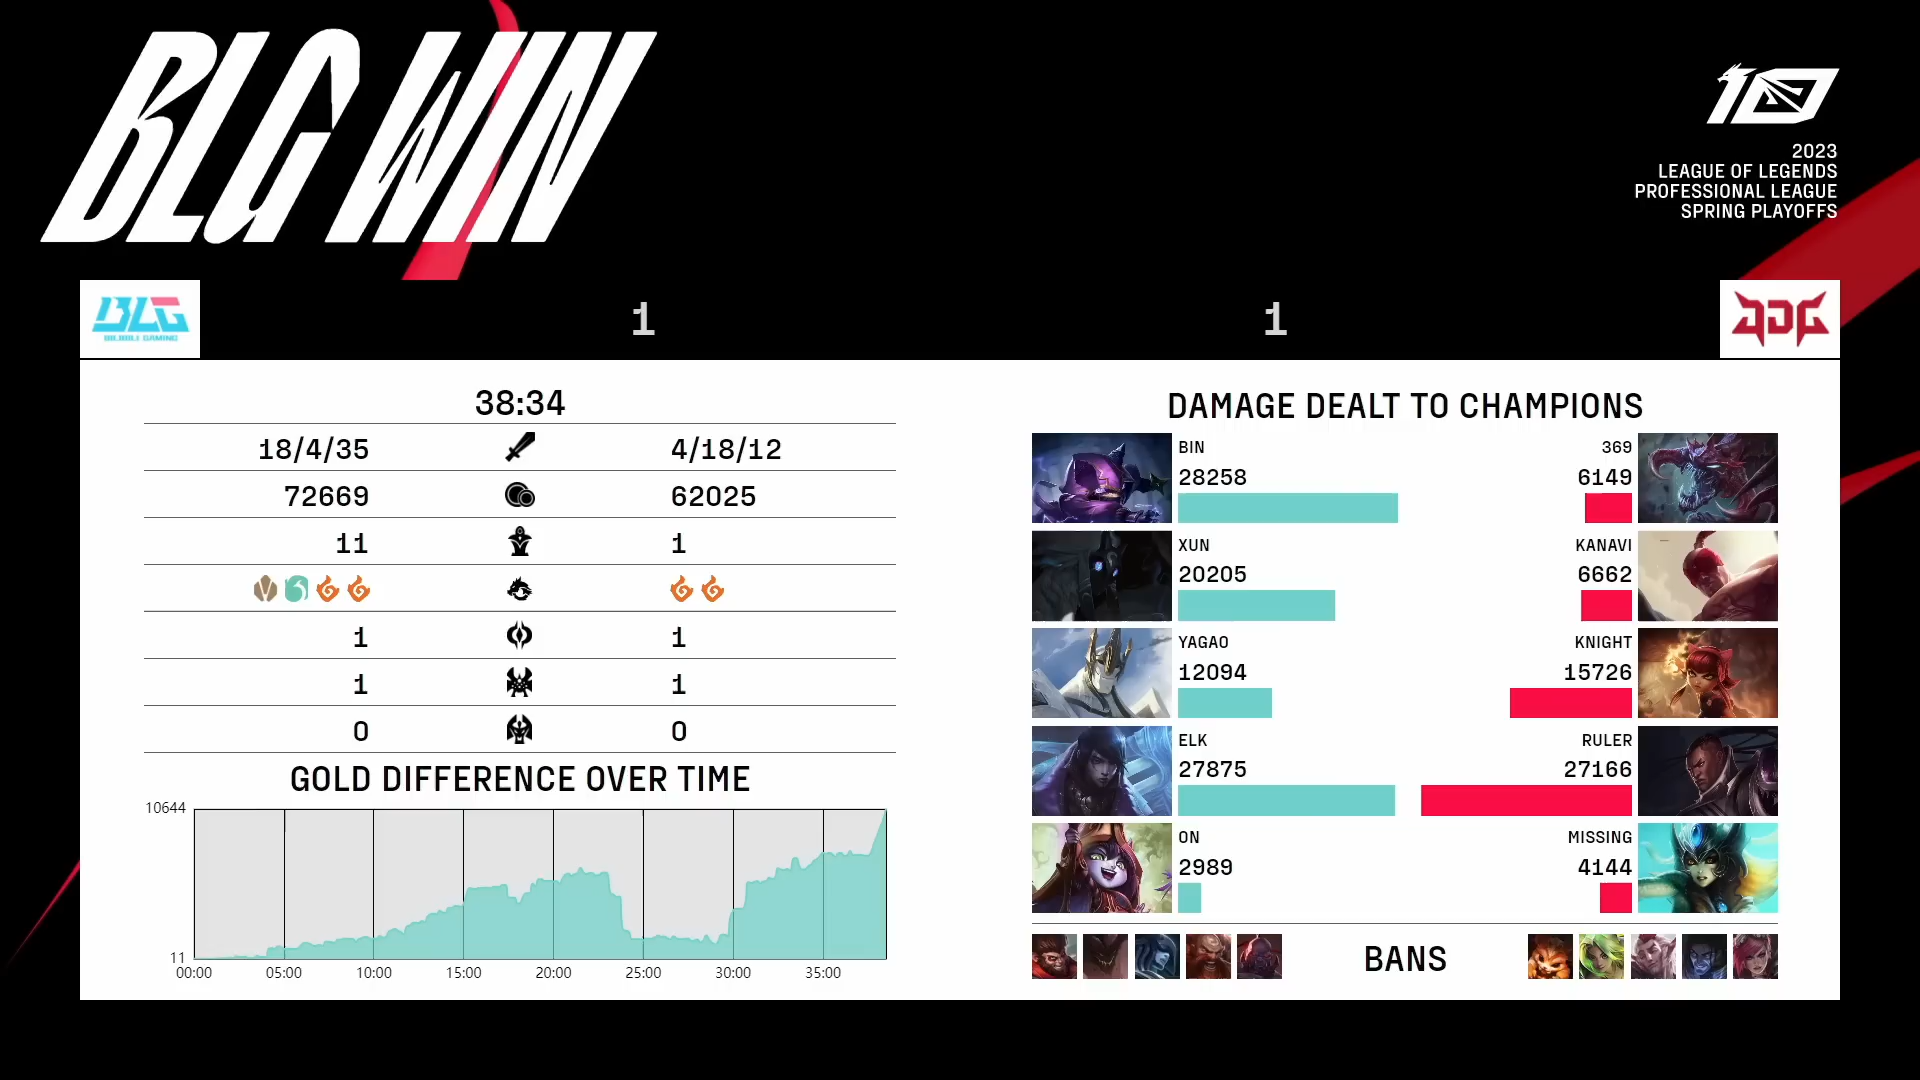 BLG WIN
2023
LEAGUE OF LEGENDS
PROFESSIONAL LEAGUE
SPRING PLAYOFFS
BLG
BILIBILI GAMING
1
1
JDG
38:34
18/4/35
4/18/12
72669
62025
11
1
1
1
1
1
0
0
GOLD DIFFERENCE OVER TIME
10644
11
00:00
05:00
10:00
15:00
20:00
25:00
30:00
35:00
DAMAGE DEALT TO CHAMPIONS
BIN
369
28258
6149
XUN
KANAVI
20205
6662
YAGAO
KNIGHT
12094
15726
ELK
RULER
27875
27166
ON
MISSING
2989
4144
BANS